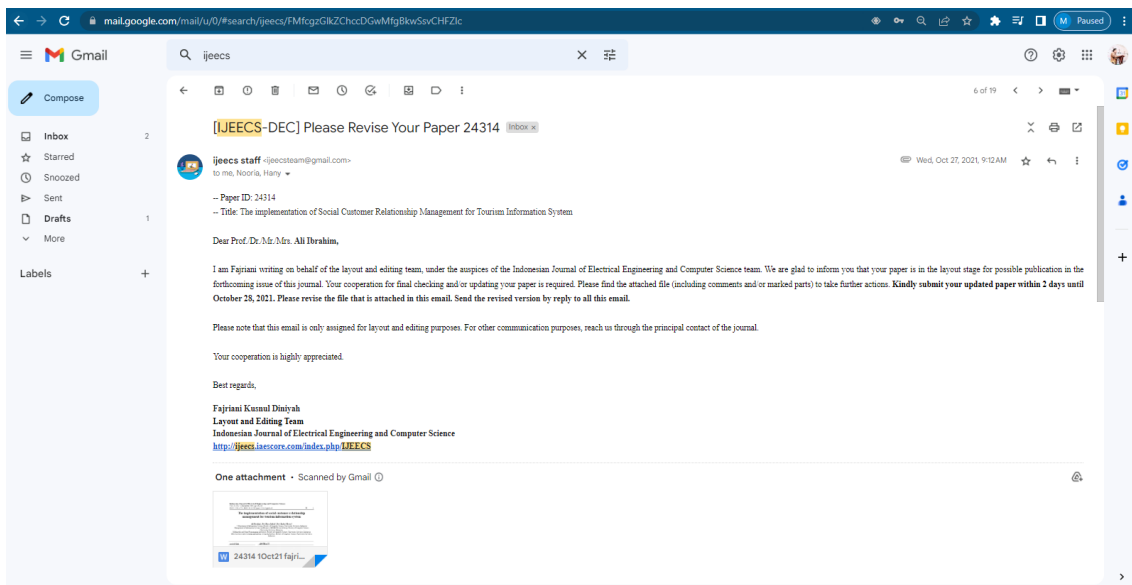 mail.google.com/mail/u/0/#search/ijeecs/FMfcgzGlkZChccDGwMfgBkwSsvCHFZlc
M Paused
Gmail
ijeecs
Compose
6 of 19
Inbox 2
Starred
Snoozed
Sent
Drafts 1
More
Labels +
[IJEECS-DEC] Please Revise Your Paper 24314 Inbox x
ijeecs staff <ijeecsteam@gmail.com> Wed, Oct 27, 2021, 9:12 AM
to me, Nooria, Hany
-- Paper ID: 24314
-- Title: The implementation of Social Customer Relationship Management for Tourism Information System
Dear Prof./Dr./Mr./Mrs. Ali Ibrahim,
I am Fajriani writing on behalf of the layout and editing team, under the auspices of the Indonesian Journal of Electrical Engineering and Computer Science team. We are glad to inform you that your paper is in the layout stage for possible publication in the
forthcoming issue of this journal. Your cooperation for final checking and/or updating your paper is required. Please find the attached file (including comments and/or marked parts) to take further actions. Kindly submit your updated paper within 2 days until
October 28, 2021. Please revise the file that is attached in this email. Send the revised version by reply to all this email.
Please note that this email is only assigned for layout and editing purposes. For other communication purposes, reach us through the principal contact of the journal.
Your cooperation is highly appreciated.
Best regards,
Fajriani Kusnul Diniyah
Layout and Editing Team
Indonesian Journal of Electrical Engineering and Computer Science
http://ijeecs.iaescore.com/index.php/IJEECS
One attachment • Scanned by Gmail
The implementation of social customer relationship
management for tourism information system
W 24314 1Oct21 fajri...